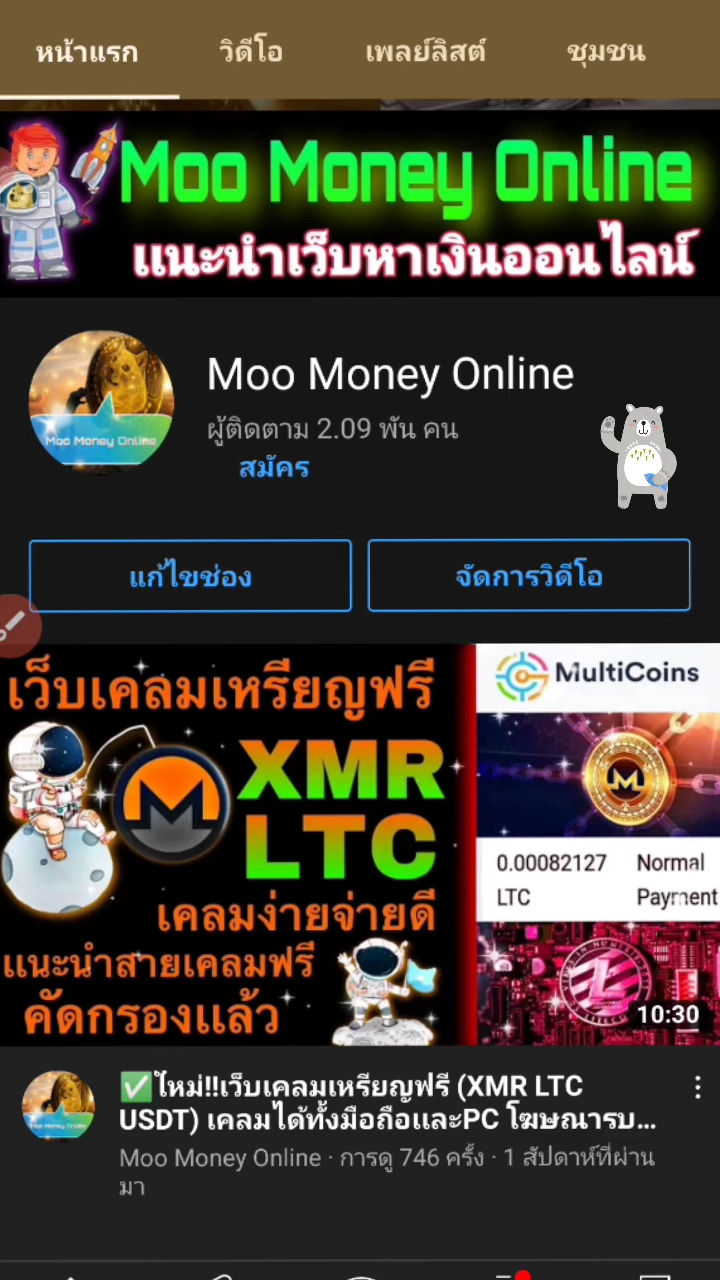 หน้าแรก วิดีโอ เพลย์ลิสต์ ชุมชน
Moo Money Online
แนะนำเว็บหาเงินออนไลน์
Moo Money Online
Moo Money Online
ผู้ติดตาม 2.09 พัน คน
สมัคร
แก้ไขช่อง จัดการวิดีโอ
เว็บเคลมเหรียญฟรี
XMR
LTC
เคลมง่ายจ่ายดี
แนะนำสายเคลมฟรี
คัดกรองแล้ว
MultiCoins
0.00082127 Normal
LTC Payment
10:30
✅ใหม่!!เว็บเคลมเหรียญฟรี (XMR LTC
USDT) เคลมได้ทั้งมือถือและPC โฆษณารบ...
Moo Money Online · การดู 746 ครั้ง · 1 สัปดาห์ที่ผ่าน
มา